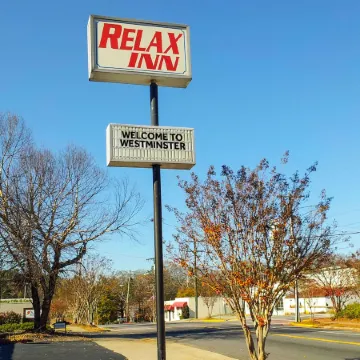 RELAX
INN
WELCOME TO
WESTMINSTER